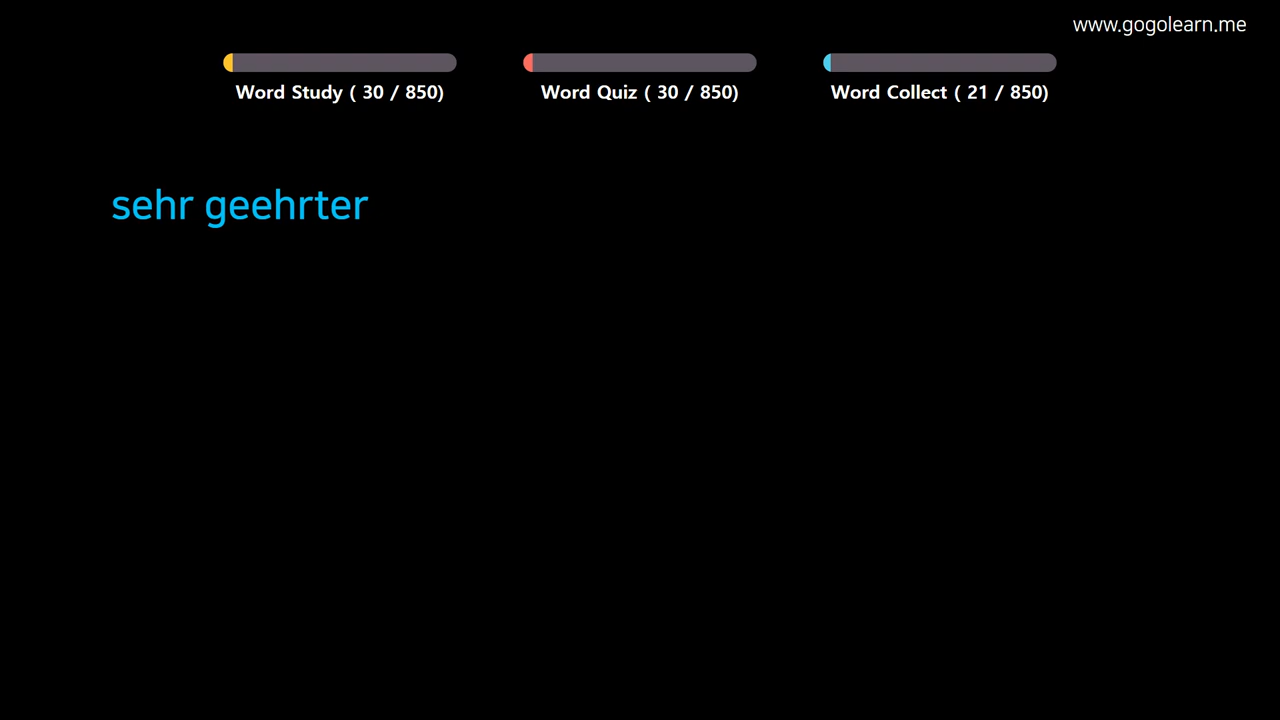 www.gogolearn.me
Word Study ( 30 / 850)
Word Quiz ( 30 / 850)
Word Collect ( 21 / 850)
sehr geehrter